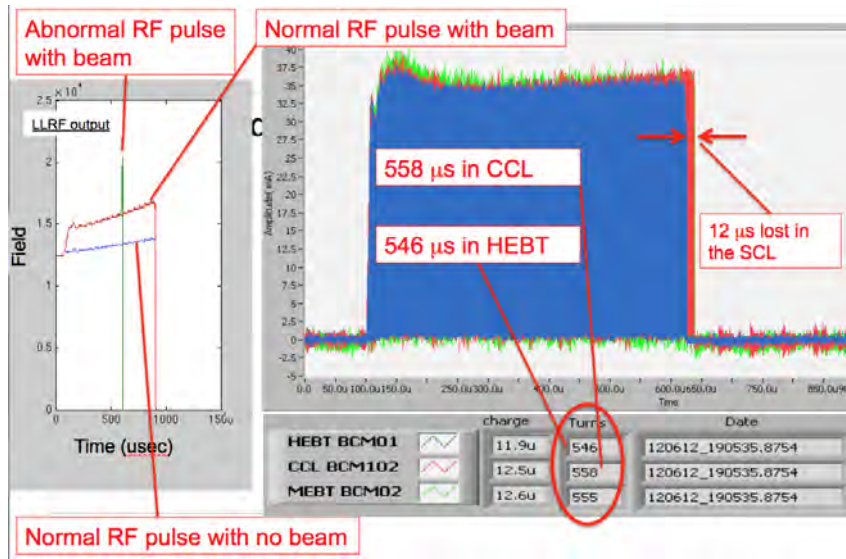 Abnormal RF pulse
with beam
Normal RF pulse with beam
x 10⁴
2.5
2
1.5
1
0.5
0
LLRF output
Field
0 500 1000 150u
Time (usec)
Normal RF pulse with no beam
Amplitude(mA)
40
37.5
35
32.5
30
27.5
25
22.5
20
17.5
15
12.5
10
7.5
5
2.5
0
-2.5
-5
0.0 50.0u 100.0u 150.0u 250.0u 300.0u 400.0u 450.0u 600.0u 650.0u 750.0u
Time
558 μs in CCL
546 μs in HEBT
12 μs lost in
the SCL
charge Turns Date
HEBT BCM01 11.9u 546 120612_190535.8754
CCL BCM102 12.5u 558 120612_190535.8754
MEBT BCM02 12.6u 555 120612_190535.8754